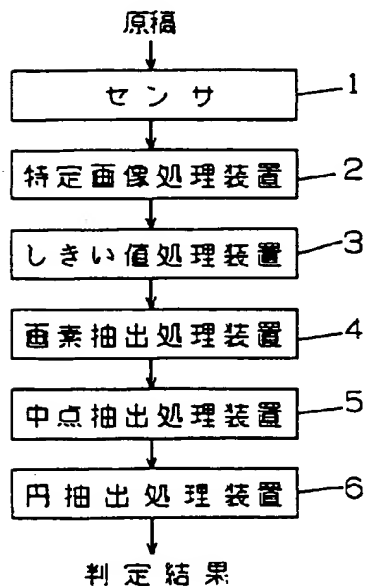 原稿
センサ 1
特定画像処理装置 2
しきい値処理装置 3
画素抽出処理装置 4
中点抽出処理装置 5
円抽出処理装置 6
判定結果